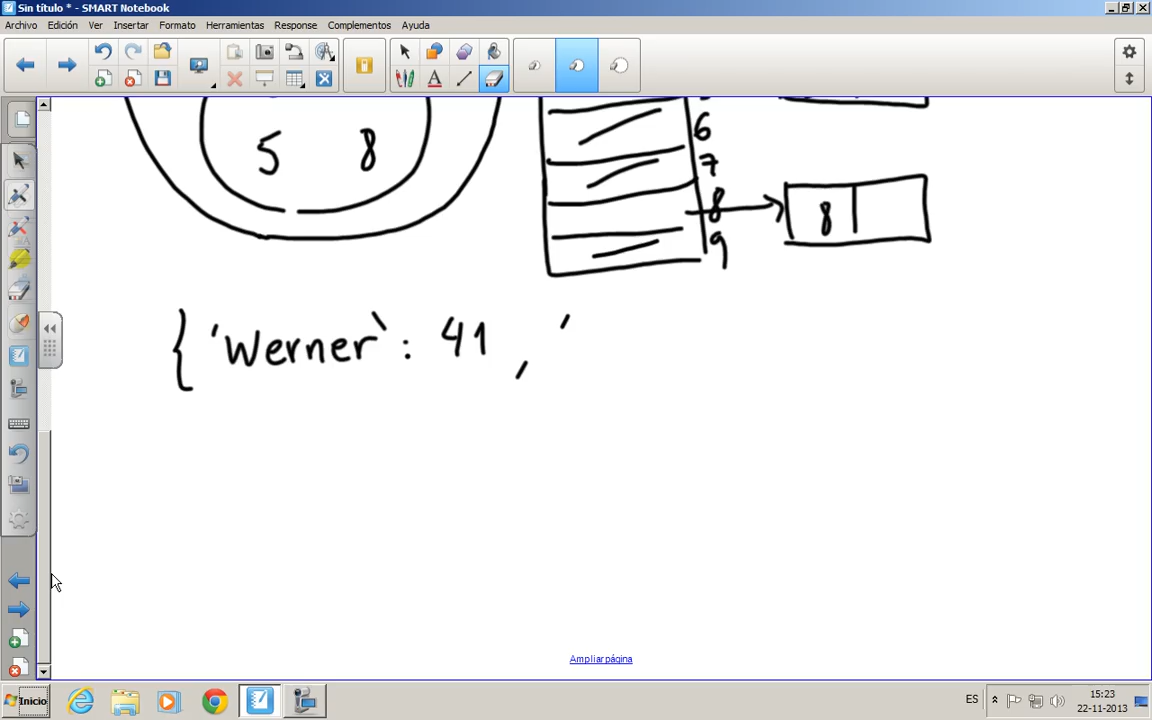 Sin título * - SMART Notebook
Archivo Edición Ver Insertar Formato Herramientas Response Complementos Ayuda
5 8
6
7
8
9
8
{ 'Werner`: 41 , '
Ampliar página
Inicio
ES
15:23
22-11-2013